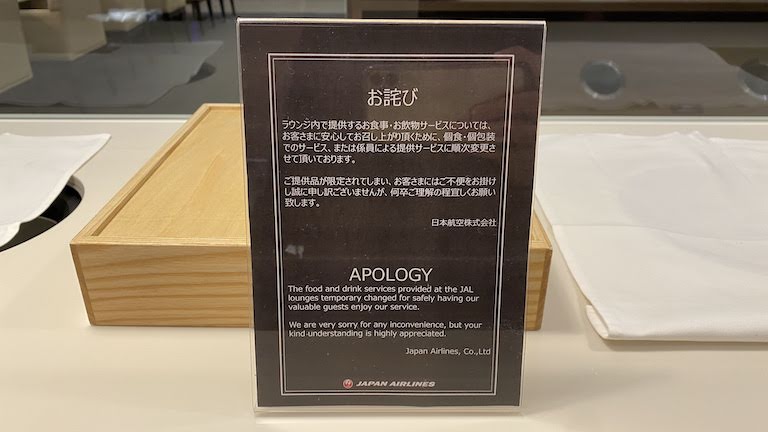 お詫び
ラウンジ内で提供するお食事・お飲物サービスについては、
お客さまに安心してお召し上がり頂くために、個食・個包装
でのサービス、または係員による提供サービスに順次変更さ
せて頂いております。
ご提供品が限定されてしまい、お客さまにはご不便をお掛け
し誠に申し訳ございませんが、何卒ご理解の程宜しくお願い
致します。
日本航空株式会社
APOLOGY
The food and drink services provided at the JAL
lounges temporary changed for safely having our
valuable guests enjoy our service.
We are very sorry for any inconvenience, but your
kind-understanding is highly appreciated.
Japan Airlines, Co.,Ltd
JAPAN AIRLINES